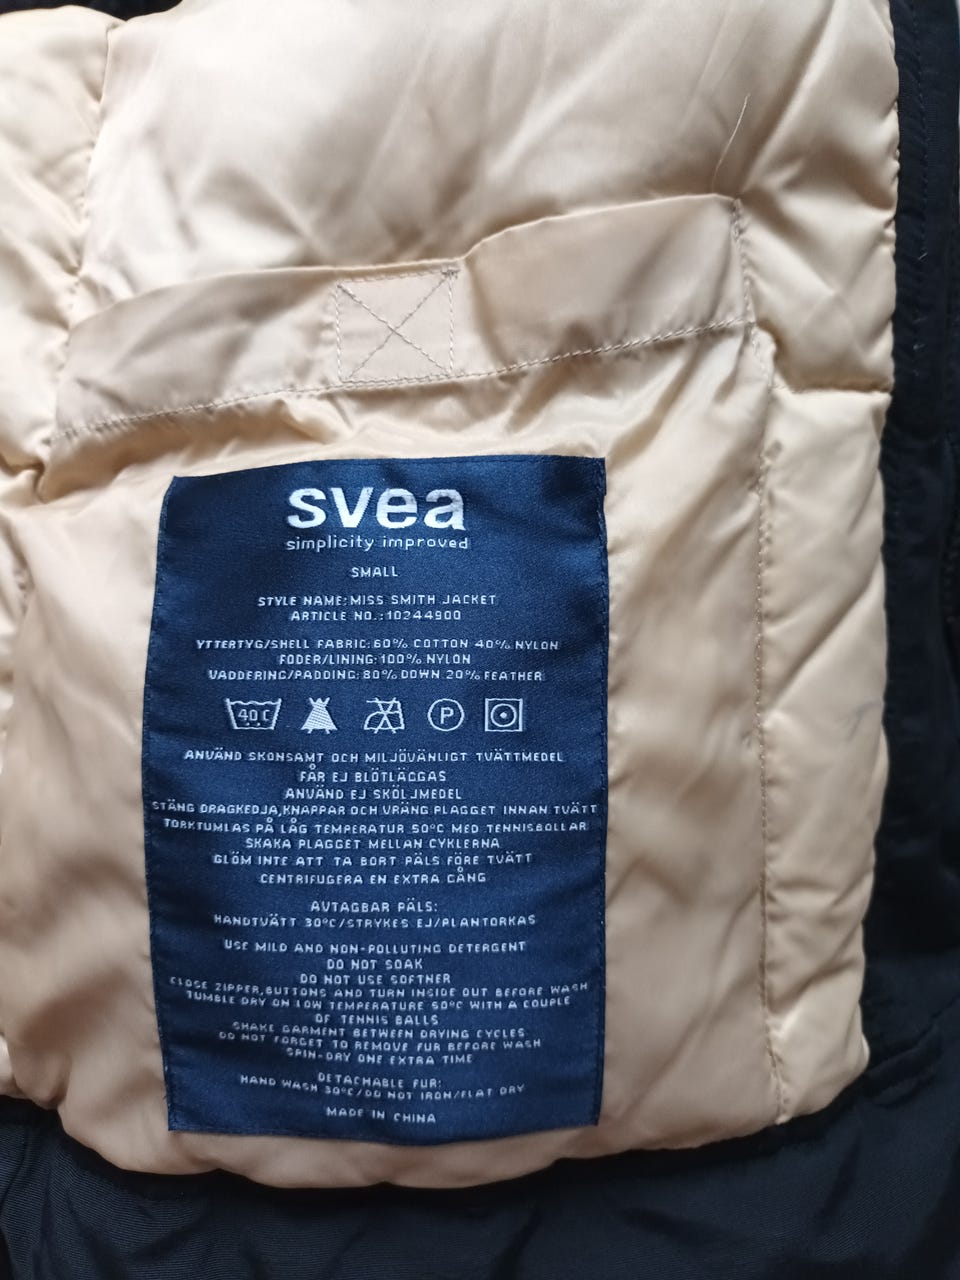 svea
simplicity improved
SMALL
STYLE NAME: MISS SMITH JACKET
ARTICLE NO.: 10244900
YTTERTYG/SHELL FABRIC: 60% COTTON 40% NYLON
FODER/LINING: 100% NYLON
VADDERING/PADDING: 80% DOWN 20% FEATHER
40 C P
ANVÄND SKONSAMT OCH MILJÖVÄNLIGT TVÄTTMEDEL
FÅR EJ BLÖTLÄGGAS
ANVÄND EJ SKÖLJMEDEL
STÄNG DRAGKEDJA,KNAPPAR OCH VRÄNG PLAGGET INNAN TVÄTT
TORKTUMLAS PÅ LÅG TEMPERATUR 50°C MED TENNISBOLLAR
SKAKA PLAGGET MELLAN CYKLERNA
GLÖM INTE ATT TA BORT PÄLS FÖRE TVÄTT
CENTRIFUGERA EN EXTRA GÅNG
AVTAGBAR PÄLS:
HANDTVÄTT 30°C/STRYKES EJ/PLANTORKAS
USE MILD AND NON-POLLUTING DETERGENT
DO NOT SOAK
DO NOT USE SOFTNER
CLOSE ZIPPER,BUTTONS AND TURN INSIDE OUT BEFORE WASH
TUMBLE DRY ON LOW TEMPERATURE 50°C WITH A COUPLE
OF TENNIS BALLS
SHAKE GARMENT BETWEEN DRYING CYCLES
DO NOT FORGET TO REMOVE FUR BEFORE WASH
SPIN-DRY ONE EXTRA TIME
DETACHABLE FUR:
HAND WASH 30°C/DO NOT IRON/FLAT DRY
MADE IN CHINA